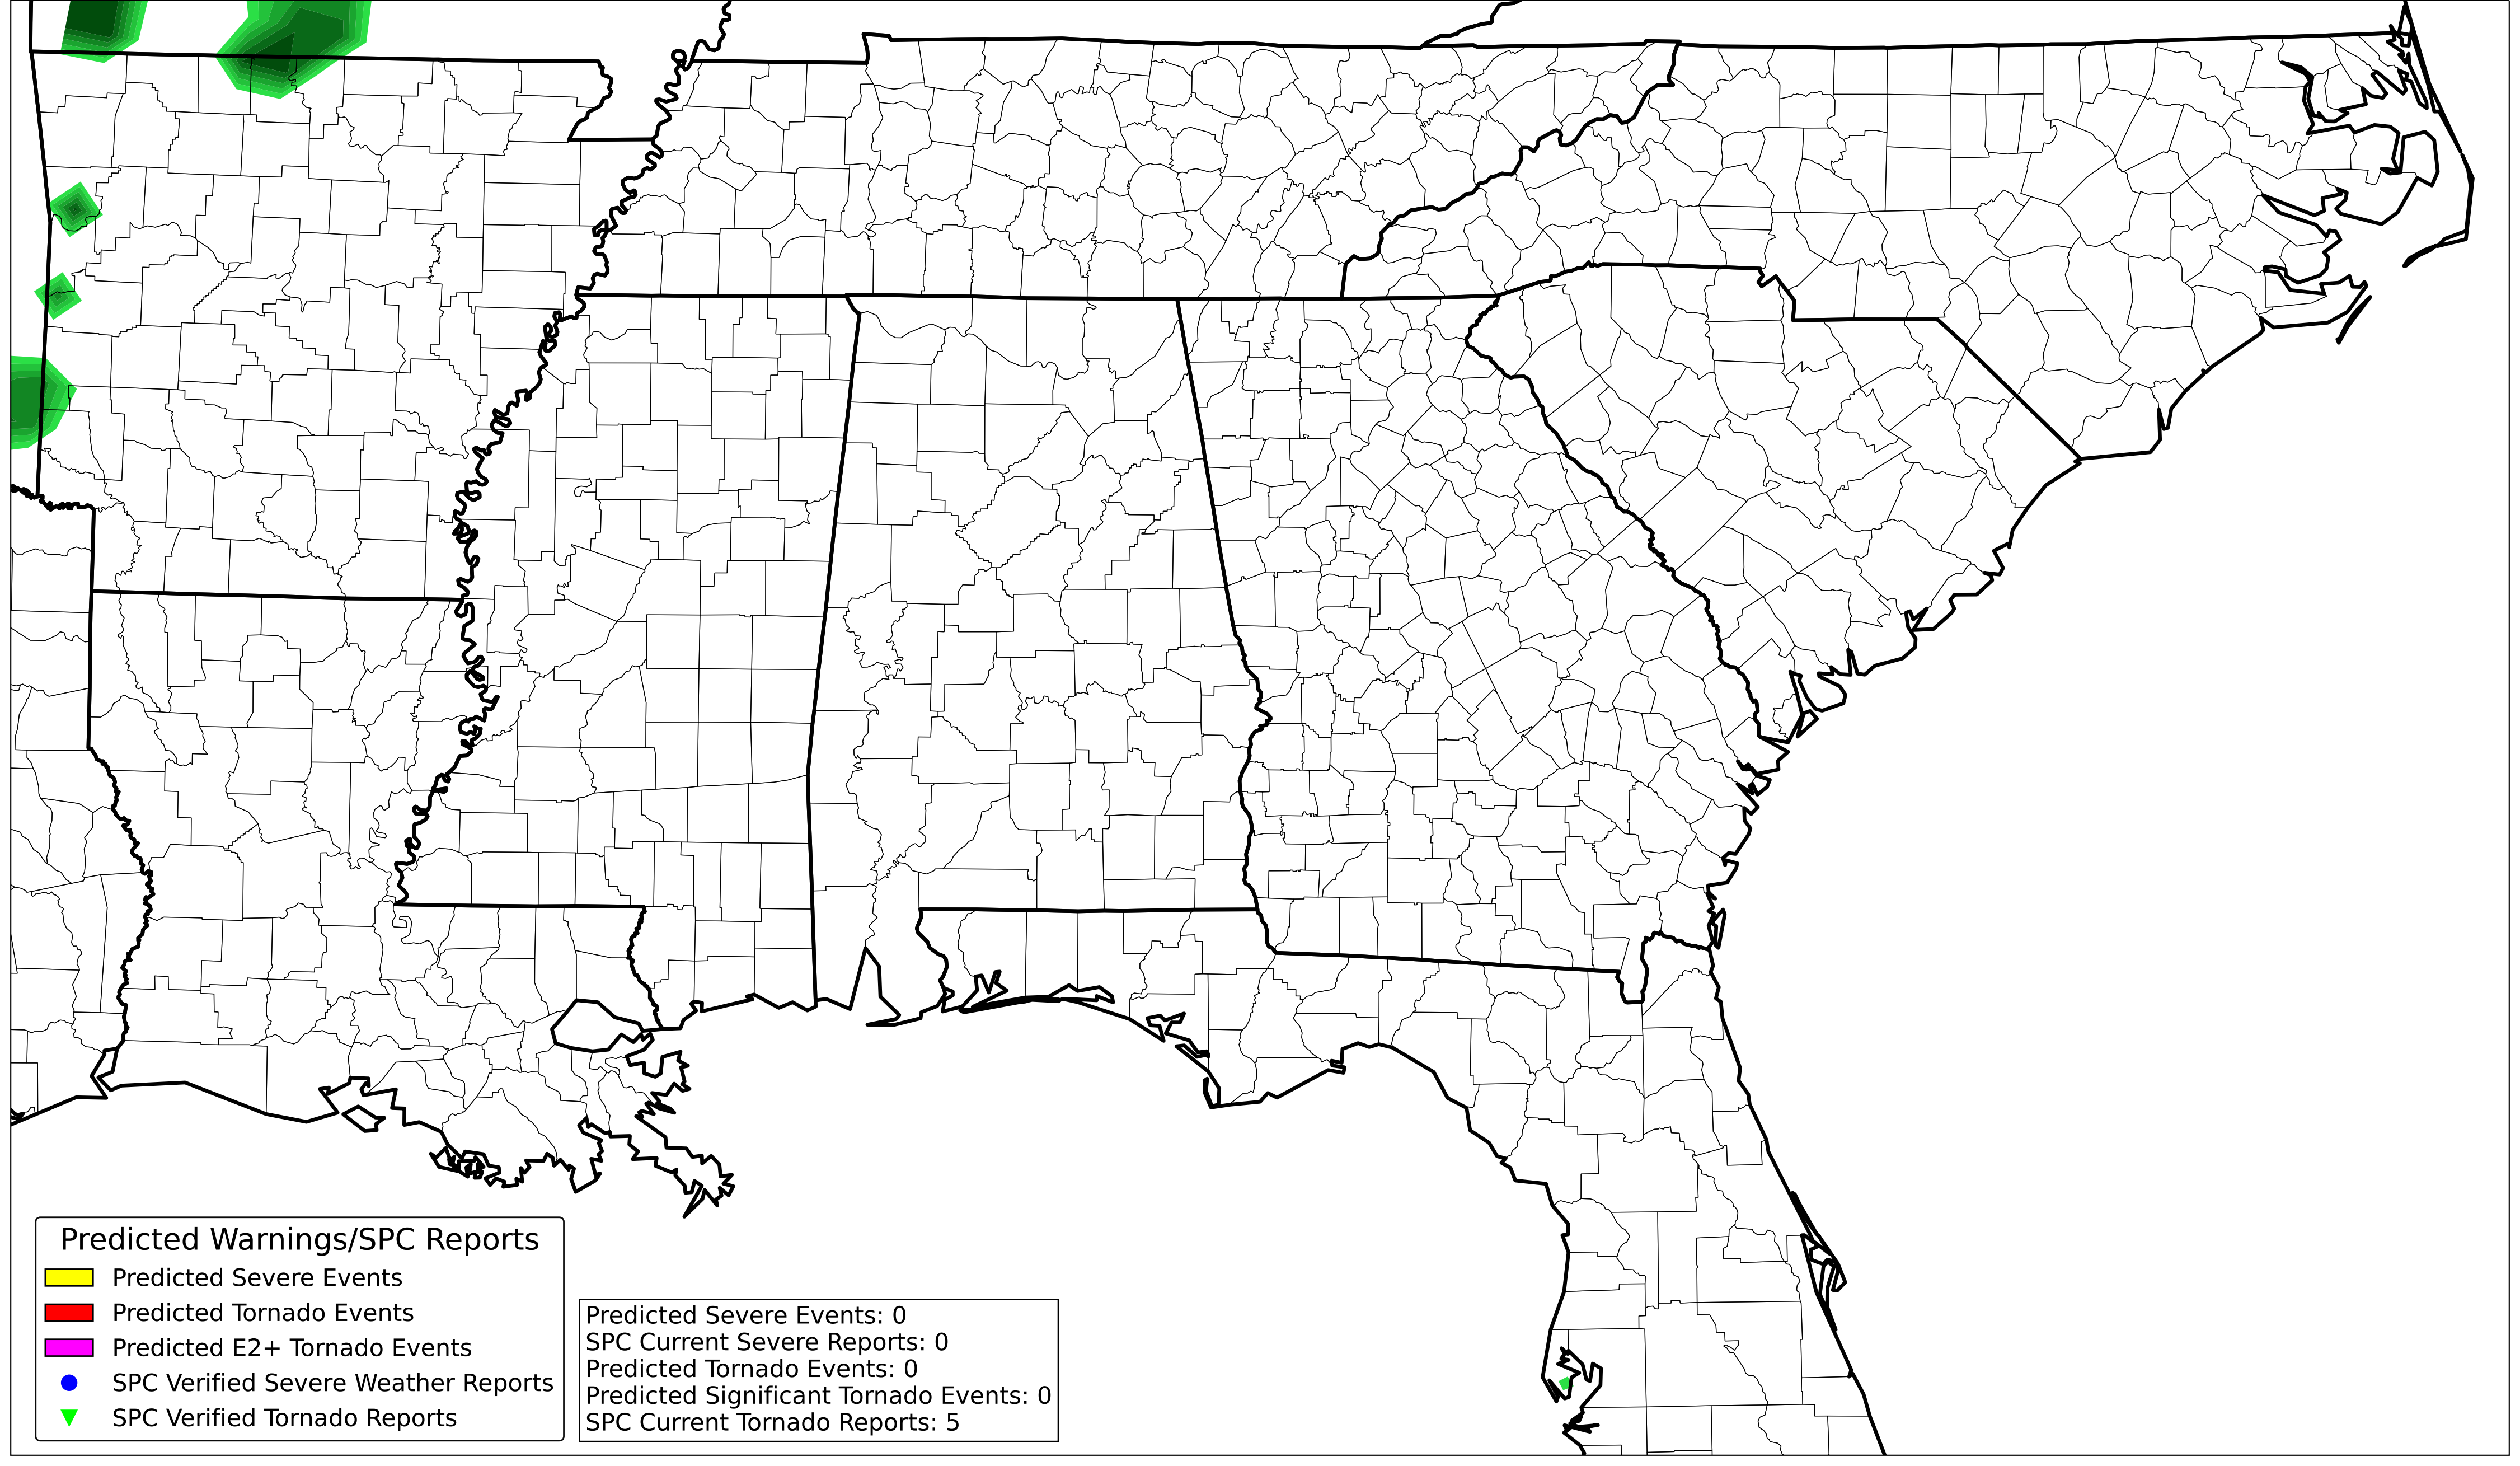 Predicted Warnings/SPC Reports
Predicted Severe Events
Predicted Tornado Events
Predicted E2+ Tornado Events
SPC Verified Severe Weather Reports
SPC Verified Tornado Reports
Predicted Severe Events: 0
SPC Current Severe Reports: 0
Predicted Tornado Events: 0
Predicted Significant Tornado Events: 0
SPC Current Tornado Reports: 5